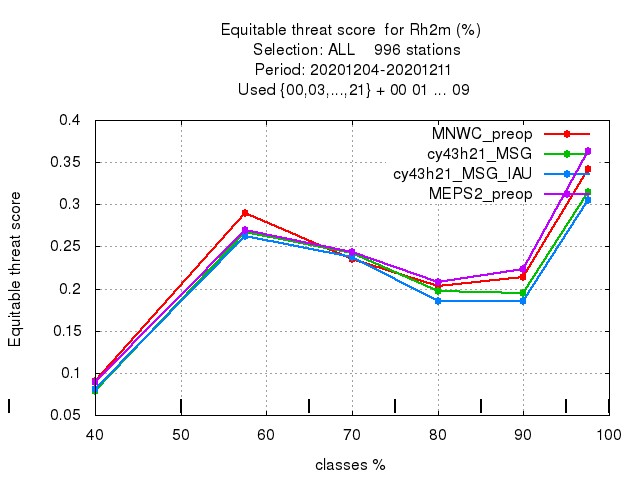 Equitable threat score  for Rh2m (%)
Selection: ALL    996 stations
Period: 20201204-20201211
Used {00,03,...,21} + 00 01 ... 09
MNWC_preop
cy43h21_MSG
cy43h21_MSG_IAU
MEPS2_preop
Equitable threat score
0.4
0.35
0.3
0.25
0.2
0.15
0.1
0.05
40 50 60 70 80 90 100
classes %